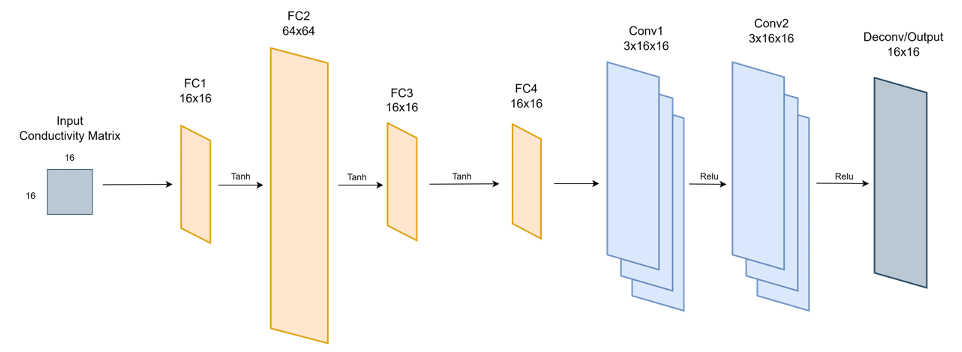 Input
Conductivity Matrix
16
16
FC1
16x16
Tanh
FC2
64x64
Tanh
FC3
16x16
Tanh
FC4
16x16
Conv1
3x16x16
Relu
Conv2
3x16x16
Relu
Deconv/Output
16x16